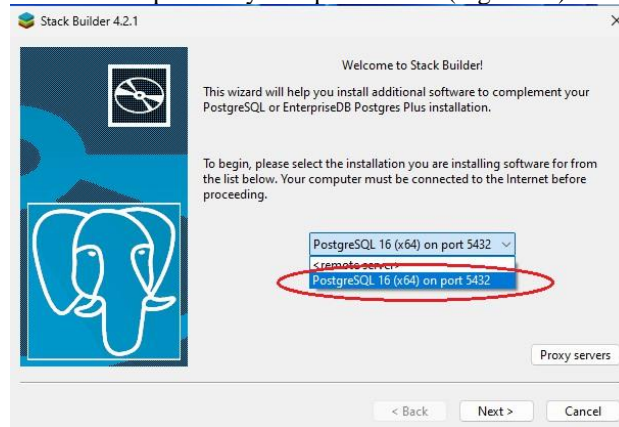 Stack Builder 4.2.1
Welcome to Stack Builder!
This wizard will help you install additional software to complement your
PostgreSQL or EnterpriseDB Postgres Plus installation.
To begin, please select the installation you are installing software for from
the list below. Your computer must be connected to the Internet before
proceeding.
PostgreSQL 16 (x64) on port 5432
<remote server>
PostgreSQL 16 (x64) on port 5432
Proxy servers
< Back Next > Cancel